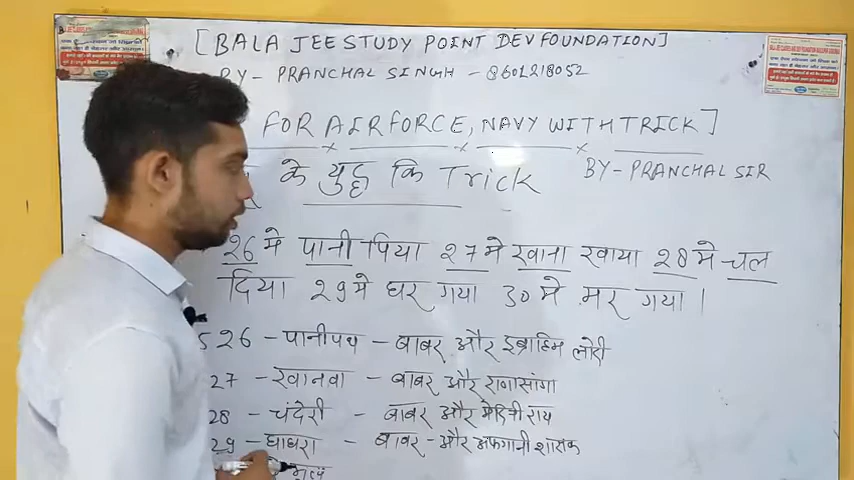 [BALA JEE STUDY POINT DEV FOUNDATION]
BY- PRANCHAL SINGH - 8601218052
FOR AIRFORCE, NAVY WITH TRICK]
के युद्ध कि Trick BY-PRANCHAL SIR
26 मे पानी पिया 27 मे खाना खाया 28 मे चल
दिया 29 मे घर गया 30 मे मर गया।
526 - पानीपथ - बाबर और इब्राहिम लोदी
27 - खानवा - बाबर और राणासांगा
28 - चंदेरी - बाबर और मेदिनी राय
29 - घाघरा - बाबर - और अफगानी शासक